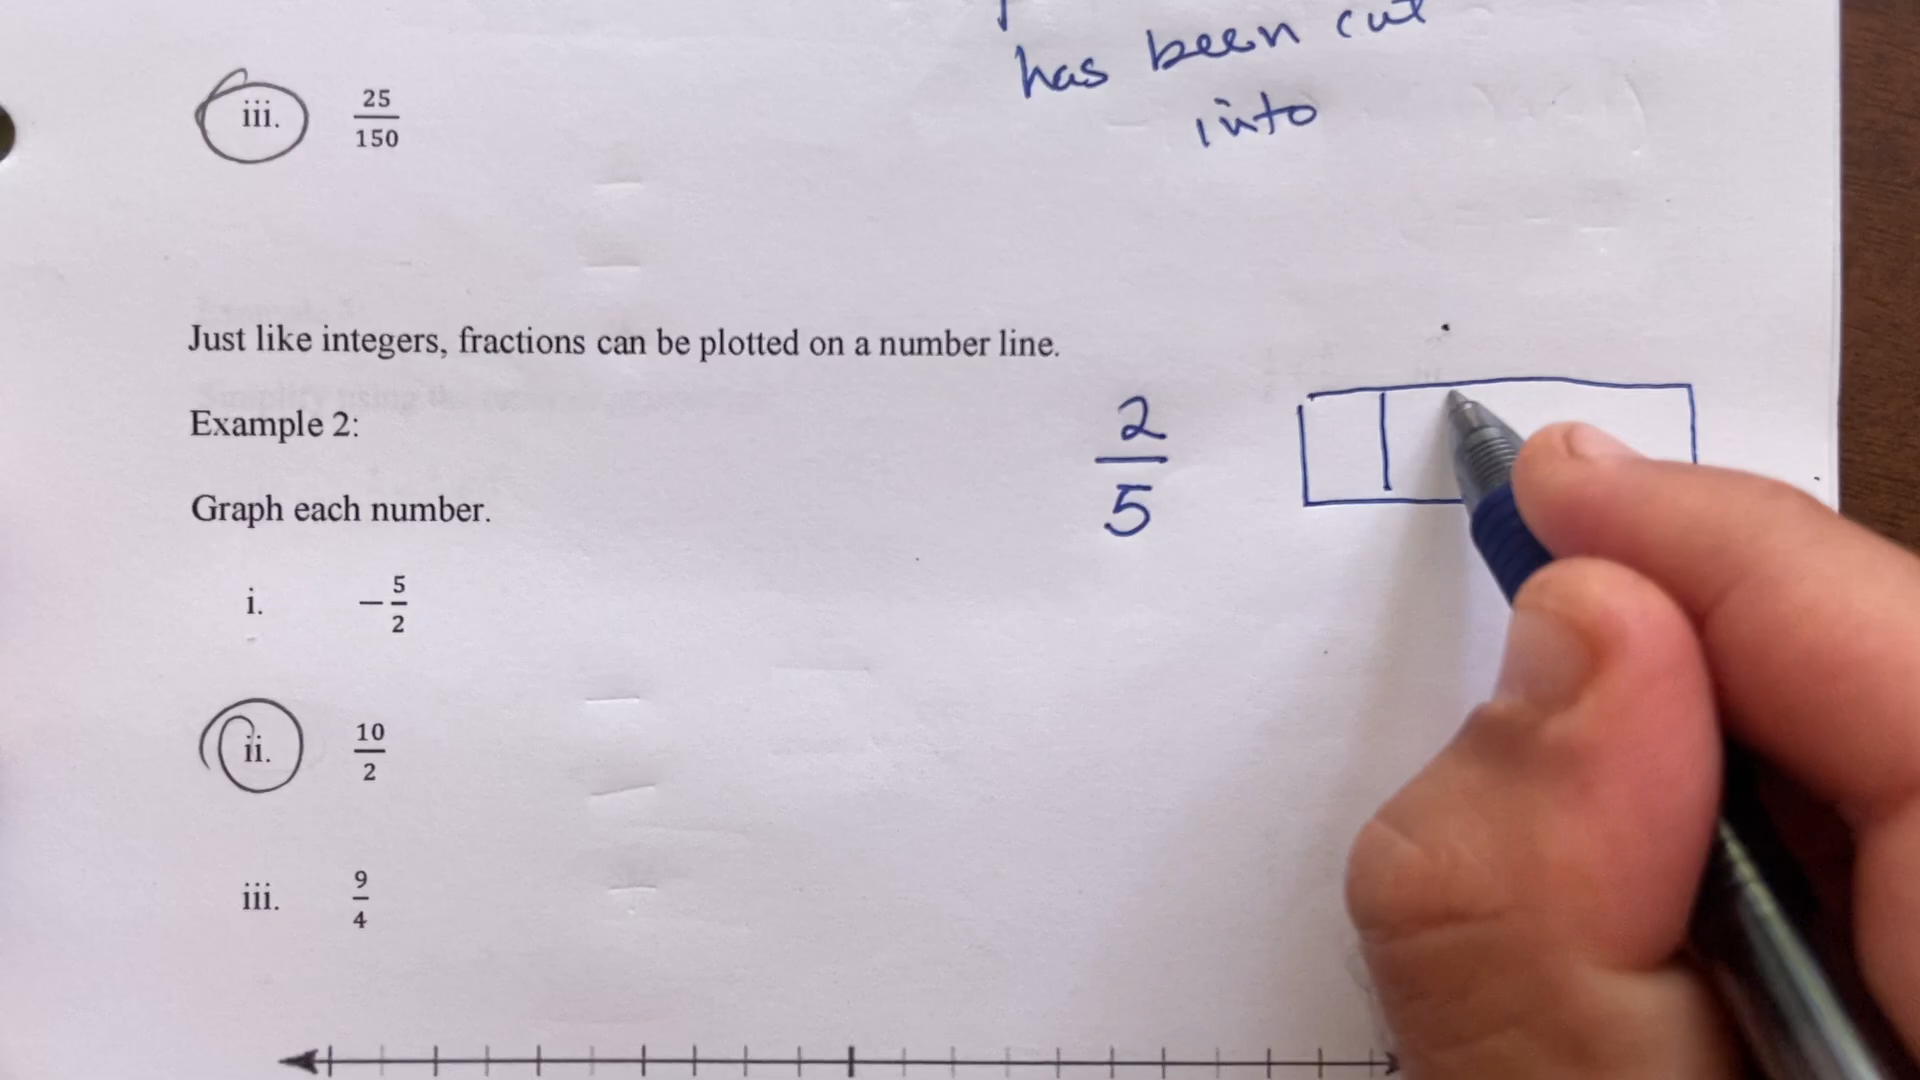 has been cut
into
iii. 25/150
Just like integers, fractions can be plotted on a number line.
Example 2:
2/5
Graph each number.
i. −5/2
ii. 10/2
iii. 9/4